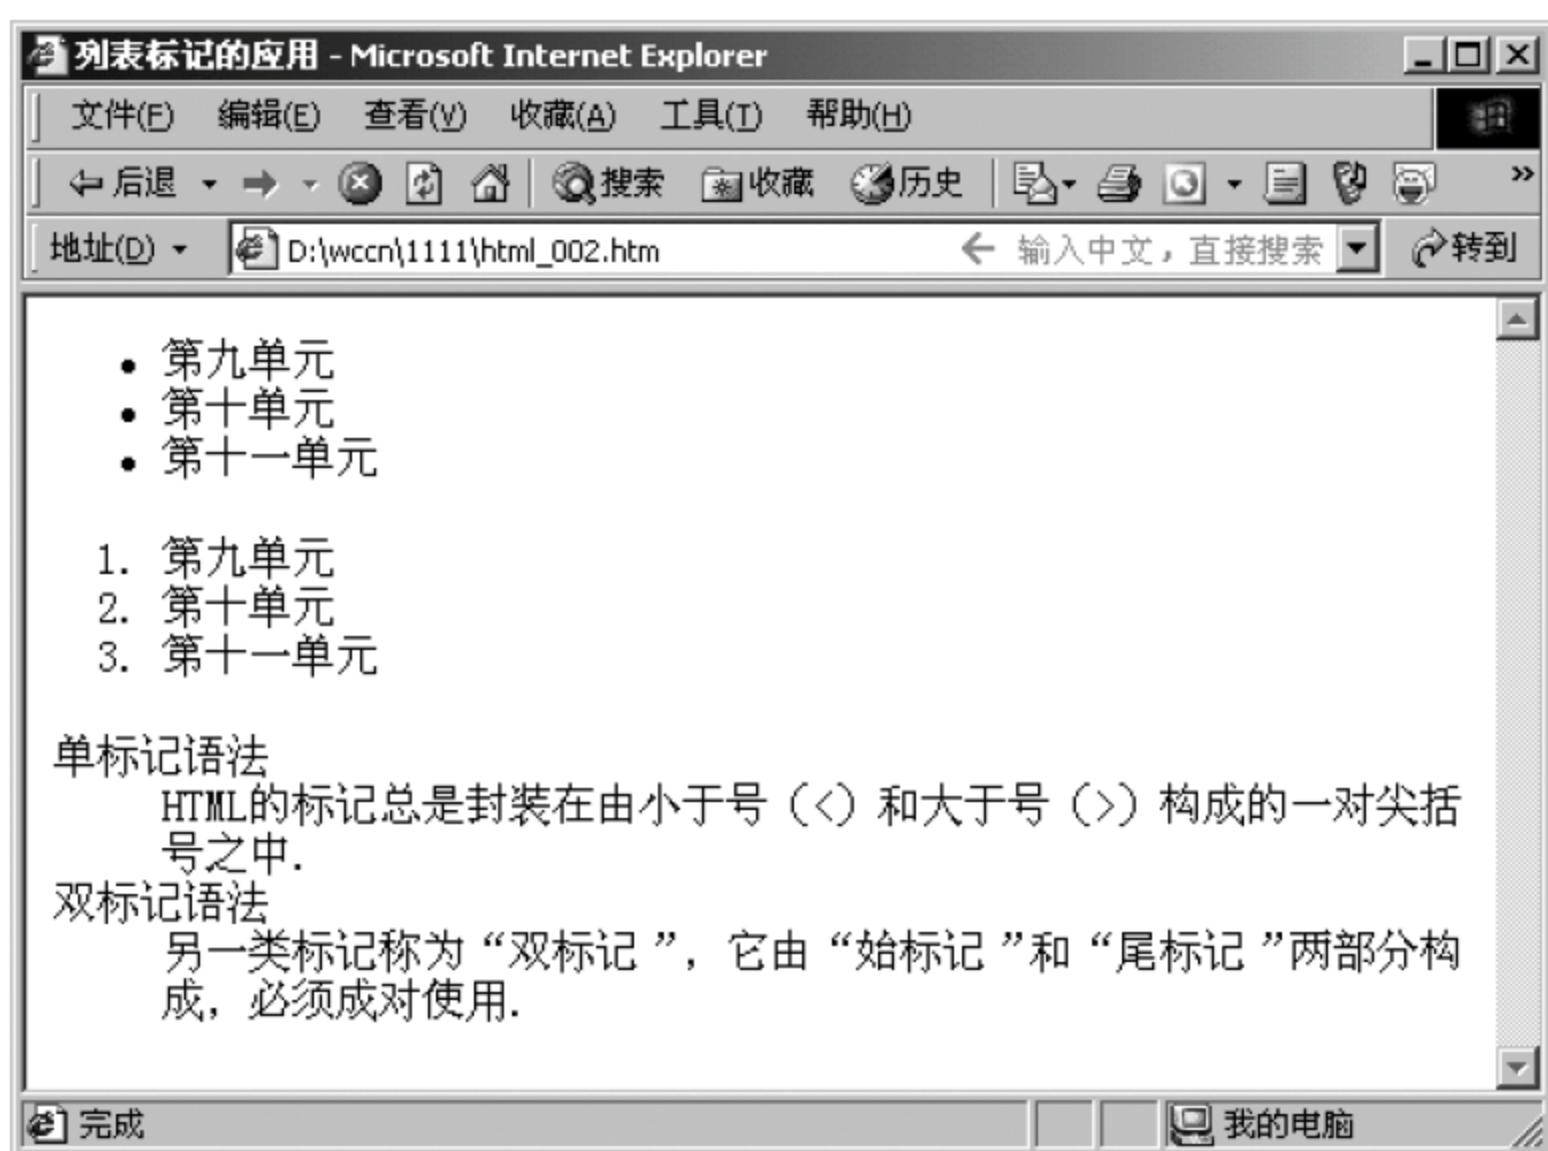 列表标记的应用 - Microsoft Internet Explorer
文件(F) 编辑(E) 查看(V) 收藏(A) 工具(T) 帮助(H)
后退 搜索 收藏 历史 »
地址(D) D:\wccn\1111\html_002.htm 输入中文，直接搜索 转到
• 第九单元
• 第十单元
• 第十一单元
1. 第九单元
2. 第十单元
3. 第十一单元
单标记语法
HTML的标记总是封装在由小于号（<）和大于号（>）构成的一对尖括
号之中.
双标记语法
另一类标记称为“双标记”，它由“始标记”和“尾标记”两部分构
成，必须成对使用.
完成 我的电脑